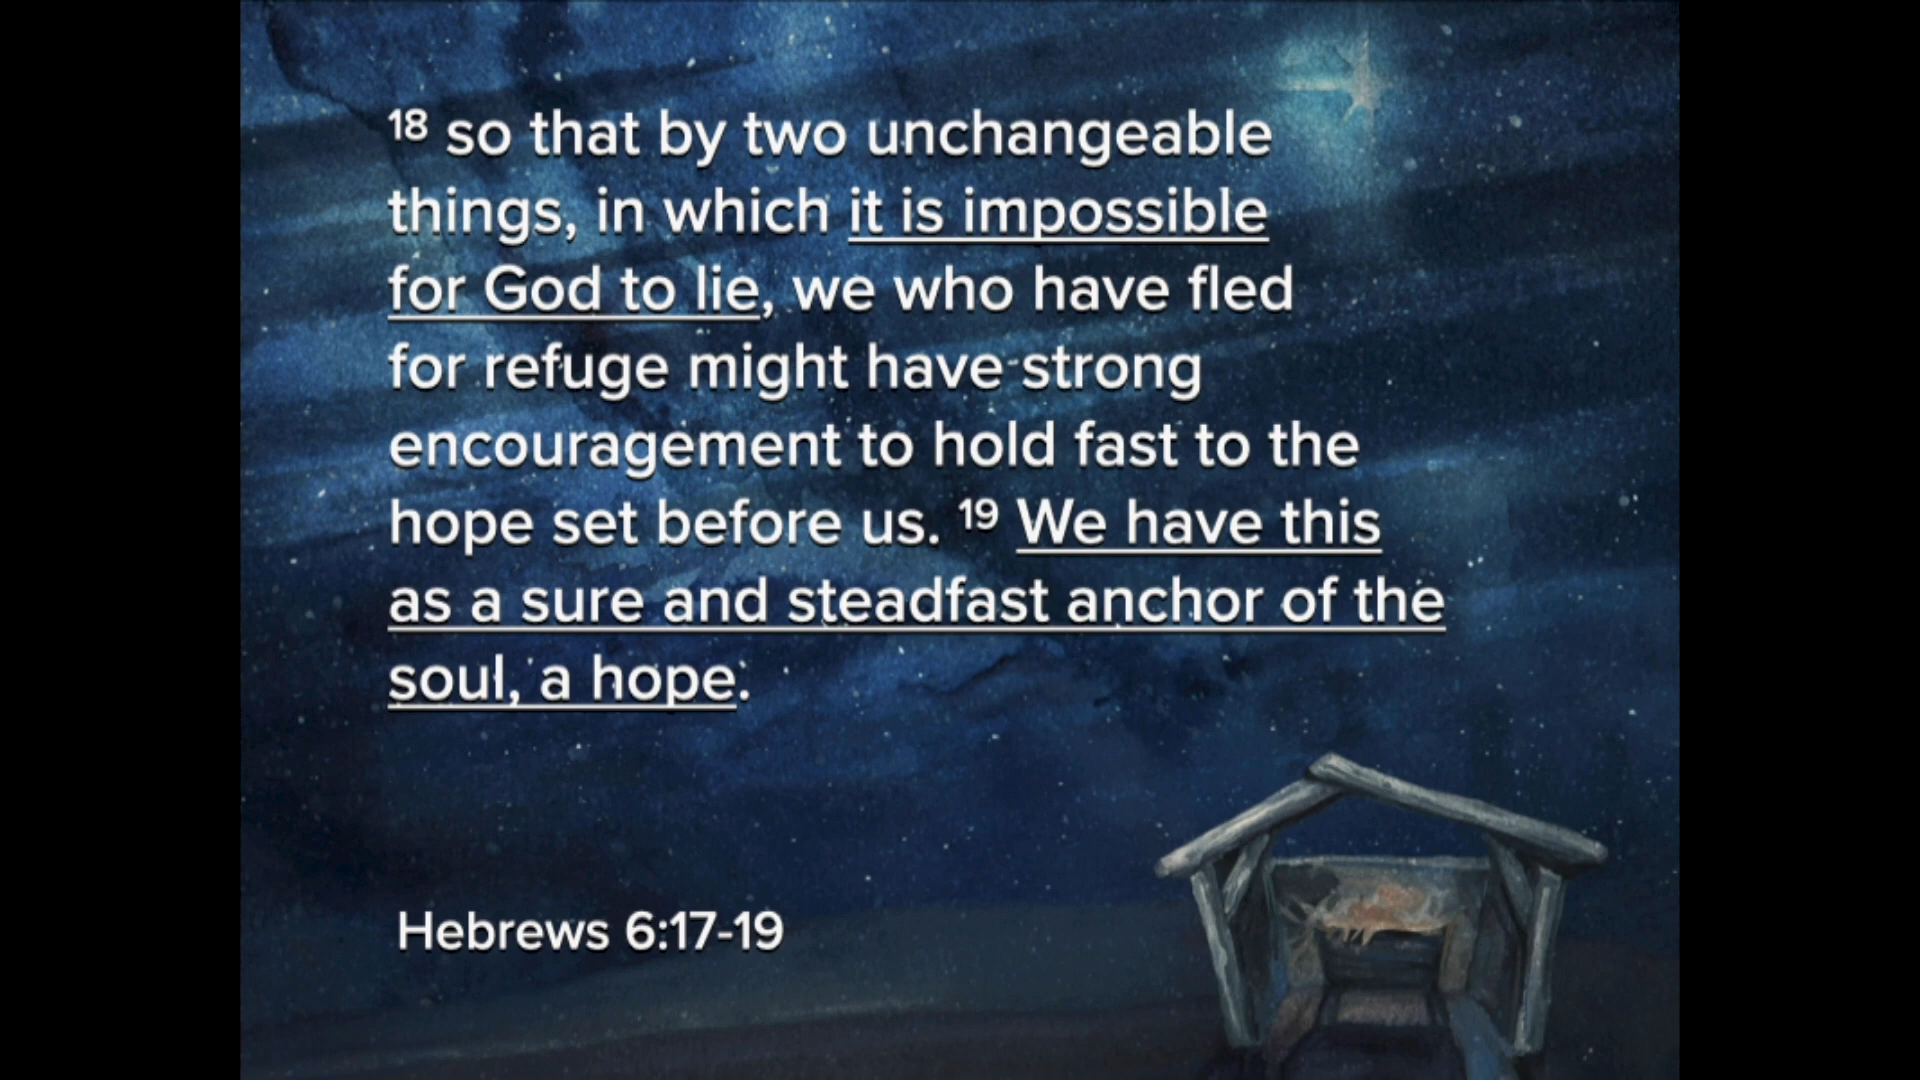 18 so that by two unchangeable
things, in which it is impossible
for God to lie, we who have fled
for refuge might have strong
encouragement to hold fast to the
hope set before us. 19 We have this
as a sure and steadfast anchor of the
soul, a hope.
Hebrews 6:17-19